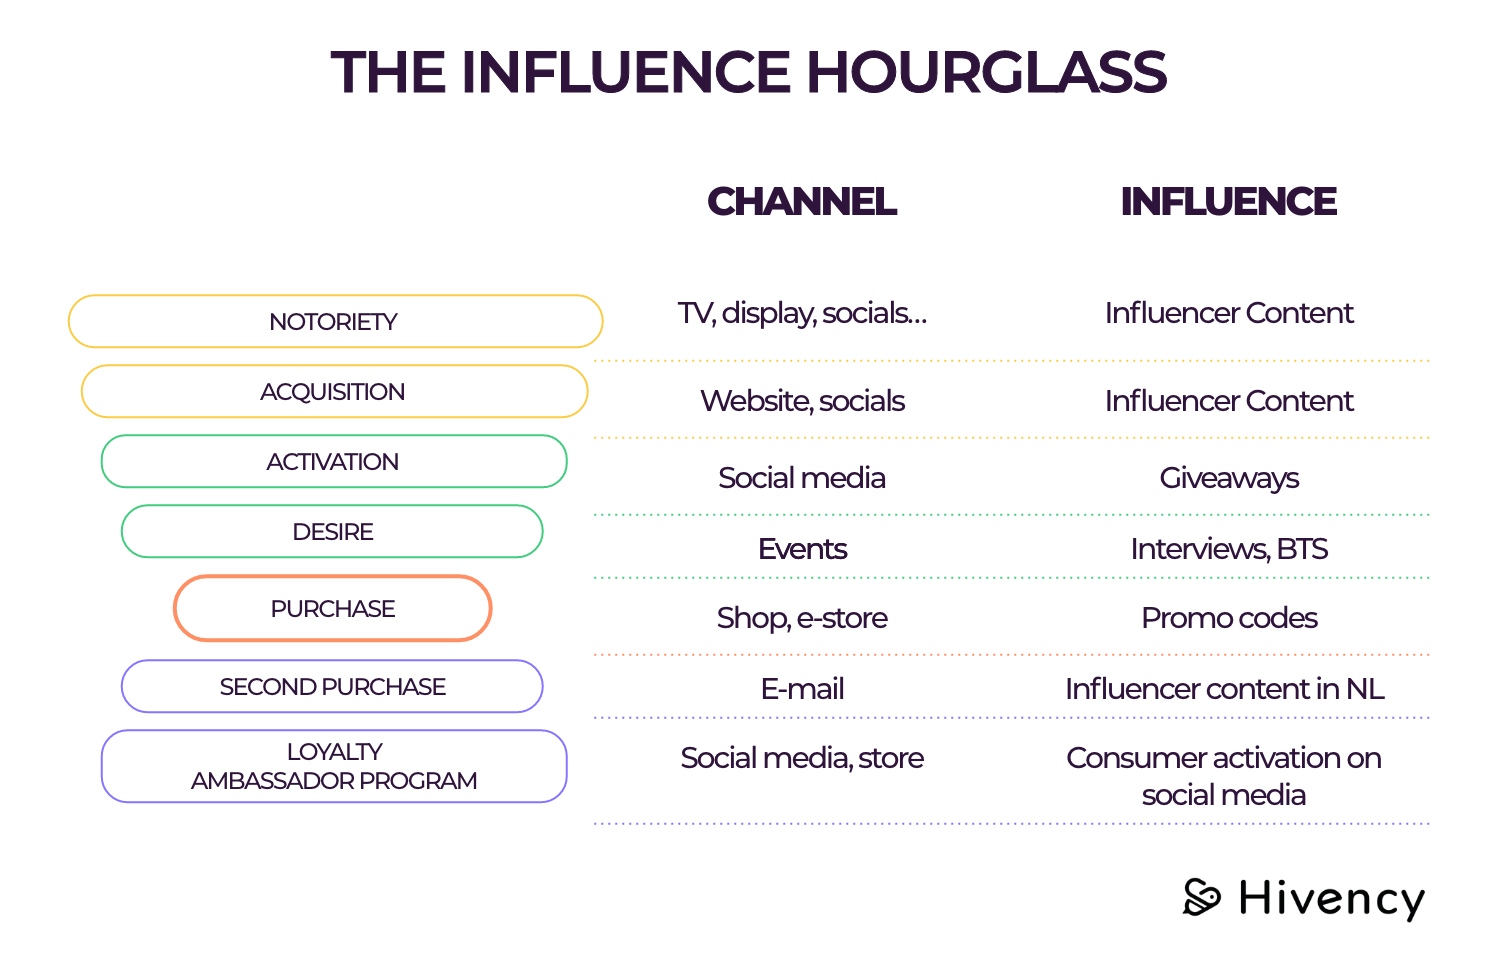 THE INFLUENCE HOURGLASS
CHANNEL INFLUENCE
NOTORIETY TV, display, socials... Influencer Content
ACQUISITION Website, socials Influencer Content
ACTIVATION Social media Giveaways
DESIRE Events Interviews, BTS
PURCHASE Shop, e-store Promo codes
SECOND PURCHASE E-mail Influencer content in NL
LOYALTY
AMBASSADOR PROGRAM
Social media, store
Consumer activation on
social media
Hivency